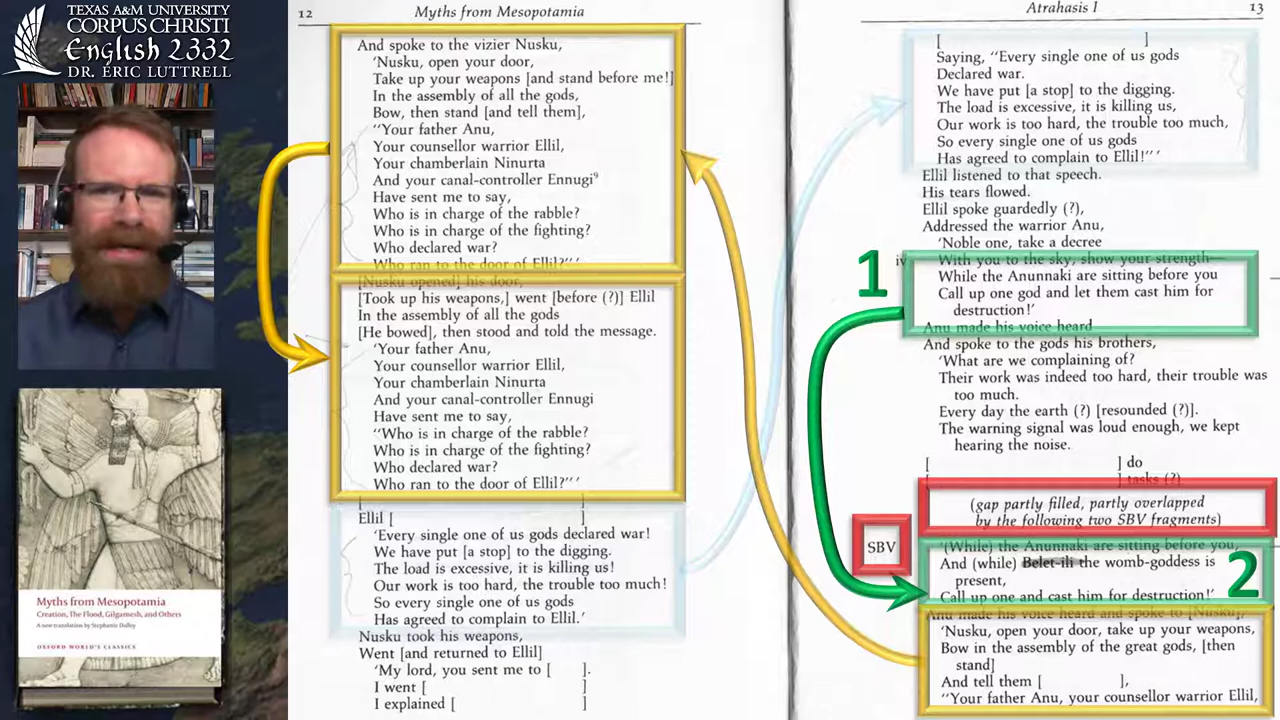 TEXAS A&M UNIVERSITY
CORPUS CHRISTI
English 2332
DR. ERIC LUTTRELL
Myths from Mesopotamia
Creation, The Flood, Gilgamesh, and Others
A new translation by Stephanie Dalley
OXFORD WORLD'S CLASSICS
12 Myths from Mesopotamia
And spoke to the vizier Nusku,
'Nusku, open your door,
Take up your weapons [and stand before me!]
In the assembly of all the gods,
Bow, then stand [and tell them],
"Your father Anu,
Your counsellor warrior Ellil,
Your chamberlain Ninurta
And your canal-controller Ennugi⁹
Have sent me to say,
Who is in charge of the rabble?
Who is in charge of the fighting?
Who declared war?
Who ran to the door of Ellil?"'
[Nusku opened] his door,
[Took up his weapons,] went [before (?)] Ellil
In the assembly of all the gods
[He bowed], then stood and told the message.
'Your father Anu,
Your counsellor warrior Ellil,
Your chamberlain Ninurta
And your canal-controller Ennugi
Have sent me to say,
"Who is in charge of the rabble?
Who is in charge of the fighting?
Who declared war?
Who ran to the door of Ellil?"'
[ ]
Ellil [ ]
'Every single one of us gods declared war!
We have put [a stop] to the digging.
The load is excessive, it is killing us!
Our work is too hard, the trouble too much!
So every single one of us gods
Has agreed to complain to Ellil.'
Nusku took his weapons,
Went [and returned to Ellil]
'My lord, you sent me to [ ].
I went [ ]
I explained [ ]
Atrahasis I 13
[ ]
Saying, "Every single one of us gods
Declared war.
We have put [a stop] to the digging.
The load is excessive, it is killing us,
Our work is too hard, the trouble too much,
So every single one of us gods
Has agreed to complain to Ellil!"'
Ellil listened to that speech.
His tears flowed.
Ellil spoke guardedly (?),
Addressed the warrior Anu,
'Noble one, take a decree
iv With you to the sky, show your strength—
1
While the Anunnaki are sitting before you
Call up one god and let them cast him for
destruction!'
Anu made his voice heard
And spoke to the gods his brothers,
'What are we complaining of?
Their work was indeed too hard, their trouble was
too much.
Every day the earth (?) [resounded (?)].
The warning signal was loud enough, we kept
hearing the noise.
[ ] do
[ ] tasks (?)
(gap partly filled, partly overlapped
by the following two SBV fragments)
SBV
'(While) the Anunnaki are sitting before you,
And (while) Belet-ili the womb-goddess is
present,
2
Call up one and cast him for destruction!'
Anu made his voice heard and spoke to [Nusku],
'Nusku, open your door, take up your weapons,
Bow in the assembly of the great gods, [then
stand]
And tell them [ ],
"Your father Anu, your counsellor warrior Ellil,